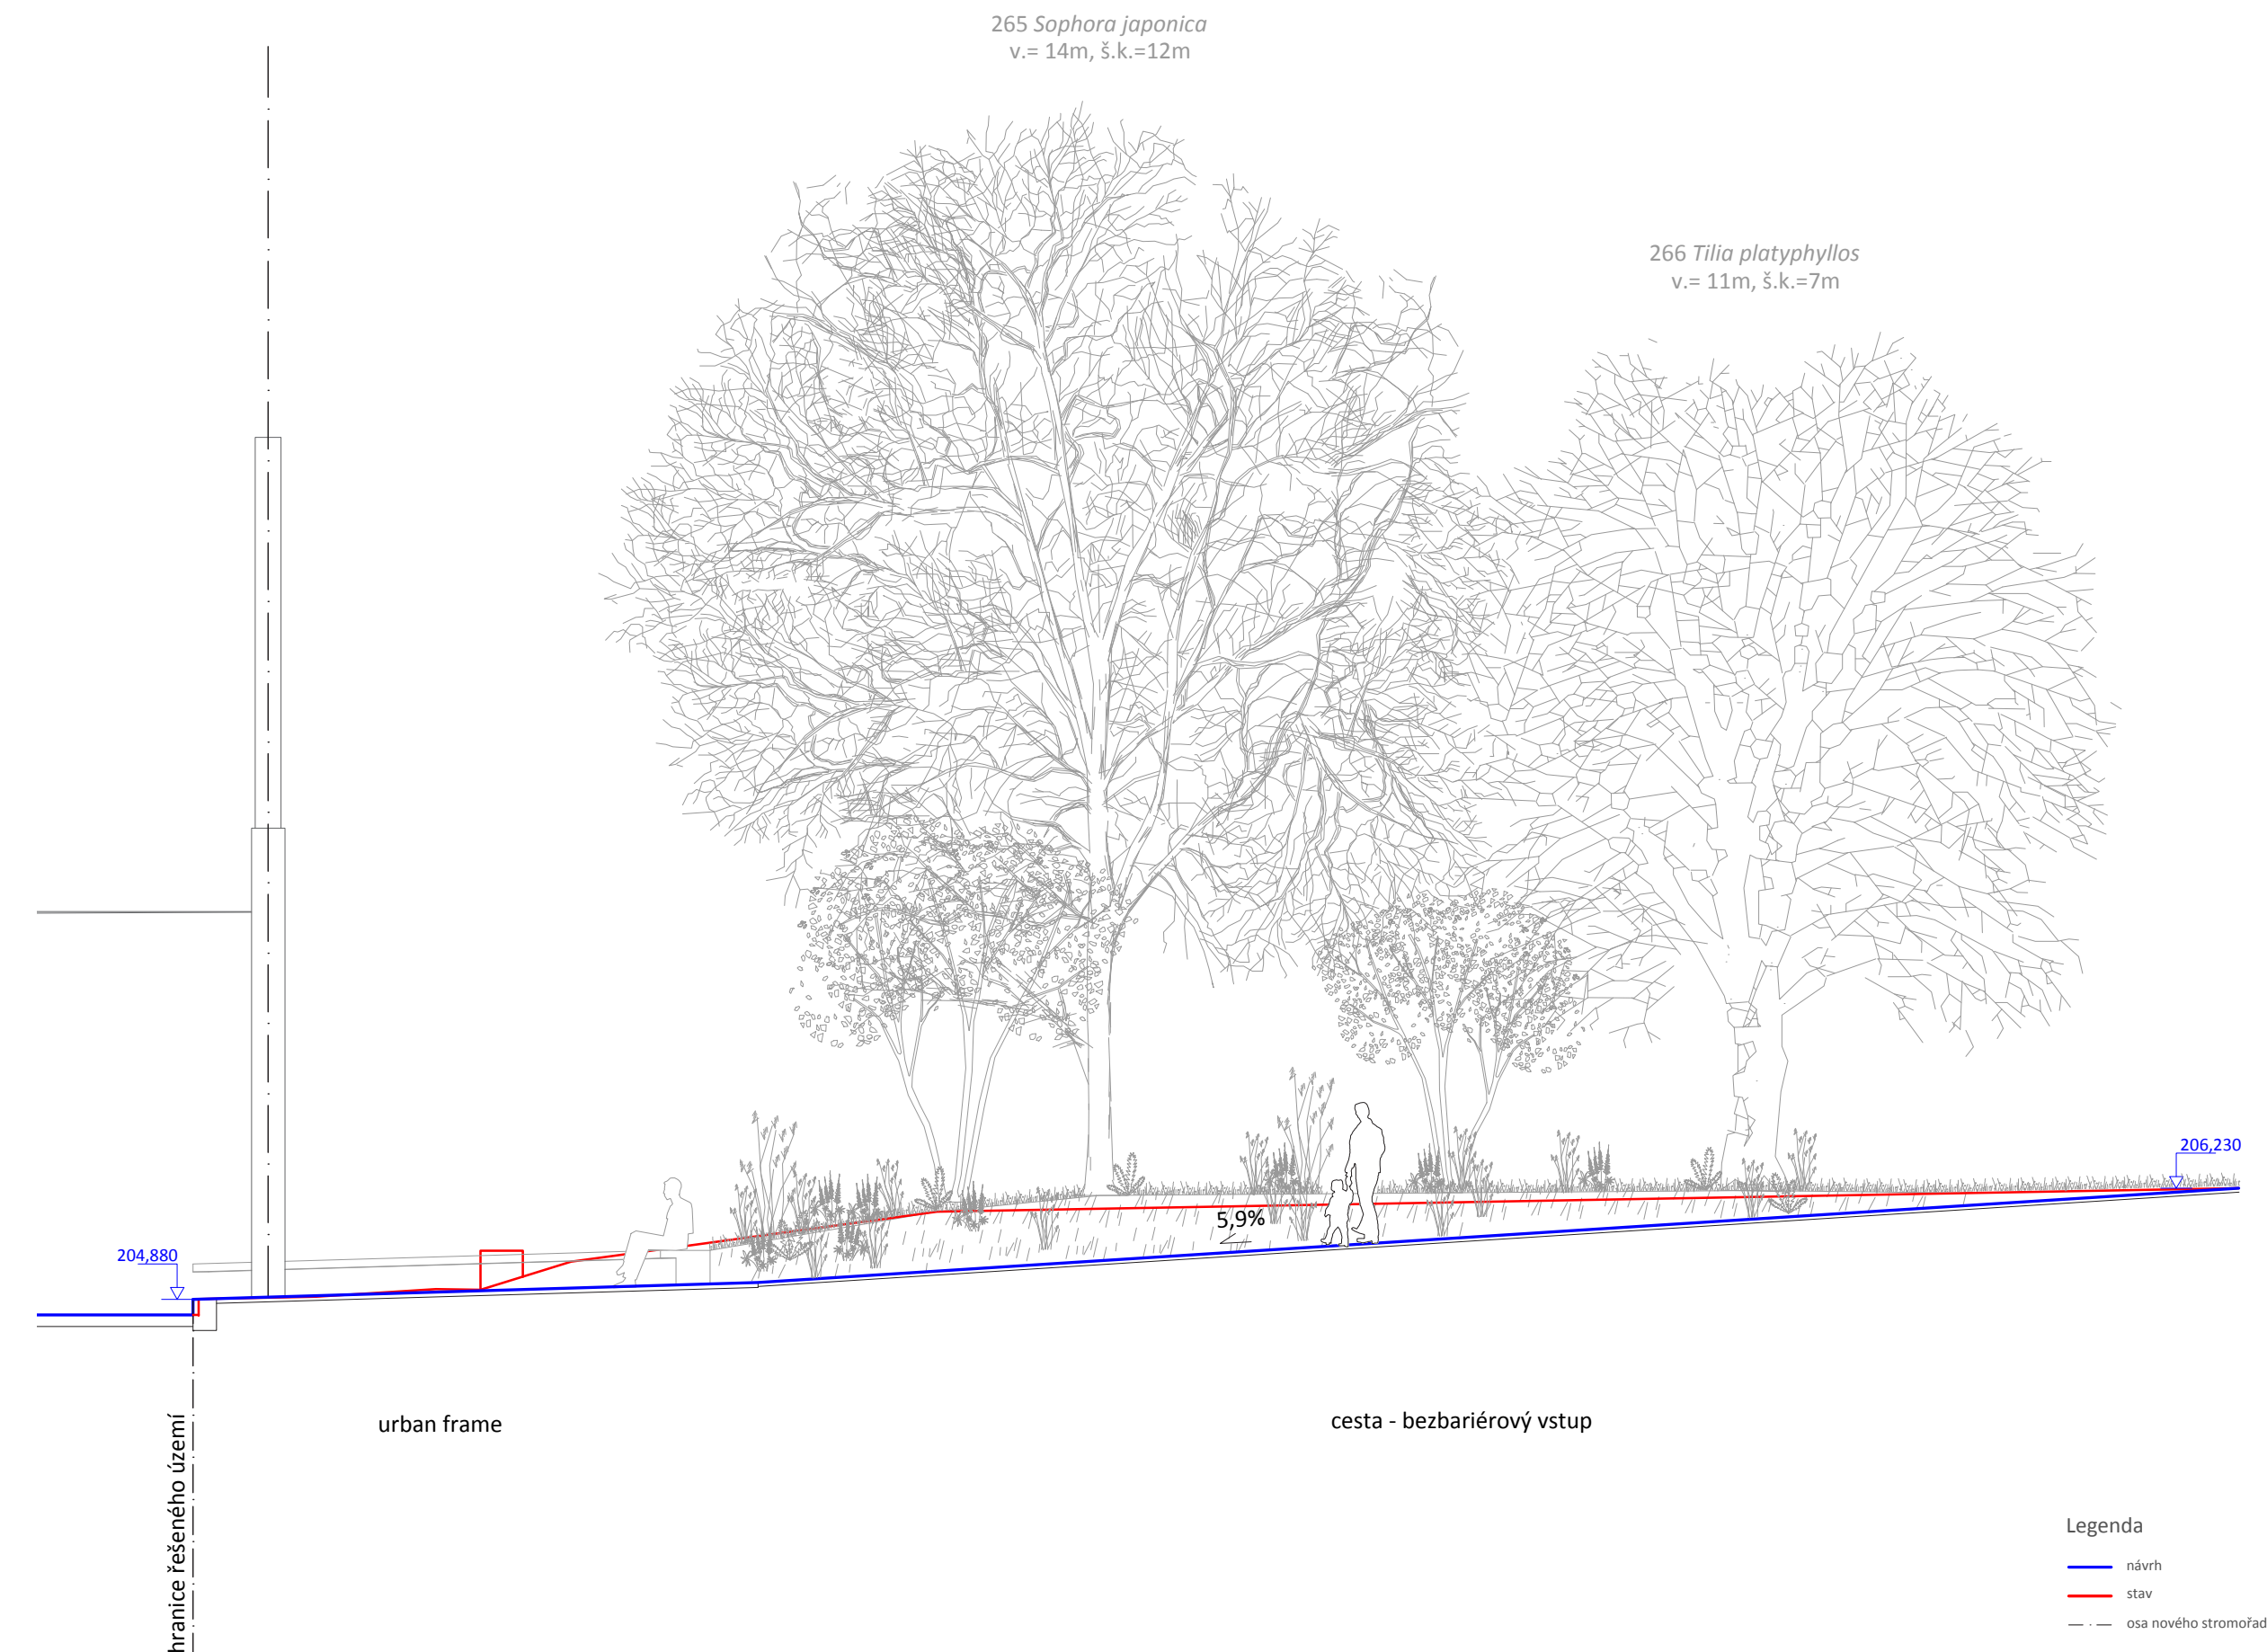 265 Sophora japonica
v.= 14m, š.k.=12m
266 Tilia platyphyllos
v.= 11m, š.k.=7m
206,230
5,9%
204,880
urban frame
cesta - bezbariérový vstup
hranice řešeného území
Legenda
návrh
stav
osa nového stromořad